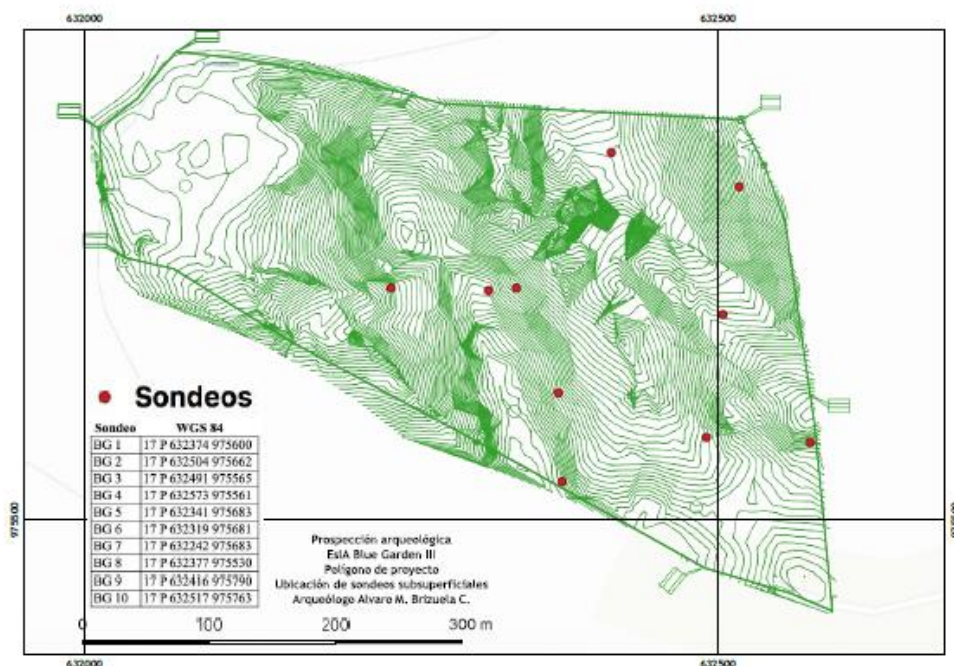 632000
632500
Sondeos
Sondeo WGS 84
BG 1 17 P 632374 975600
BG 2 17 P 632504 975662
BG 3 17 P 632491 975565
BG 4 17 P 632573 975561
BG 5 17 P 632341 975683
BG 6 17 P 632319 975681
BG 7 17 P 632242 975683
BG 8 17 P 632377 975530
BG 9 17 P 632416 975790
BG 10 17 P 632517 975763
975500
975500
Prospección arqueológica
EsIA Blue Garden III
Polígono de proyecto
Ubicación de sondeos subsuperficiales
Arqueólogo Alvaro M. Brizuela C.
0 100 200 300 m
632000
632500